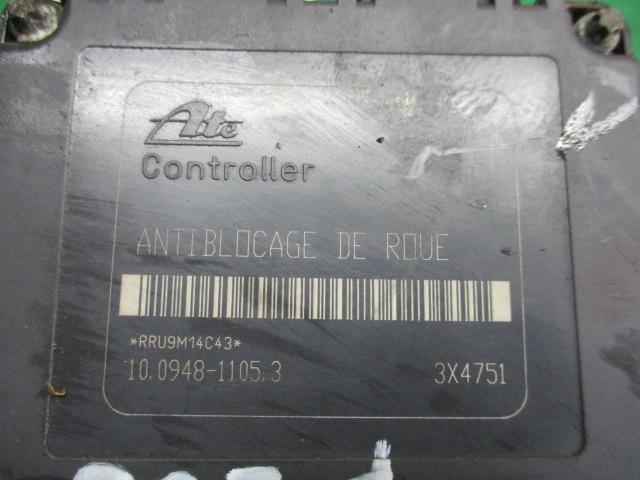 Ate
Controller
ANTIBLOCAGE DE ROUE
*RRU9M14C43*
10.0948-1105.3 3X4751